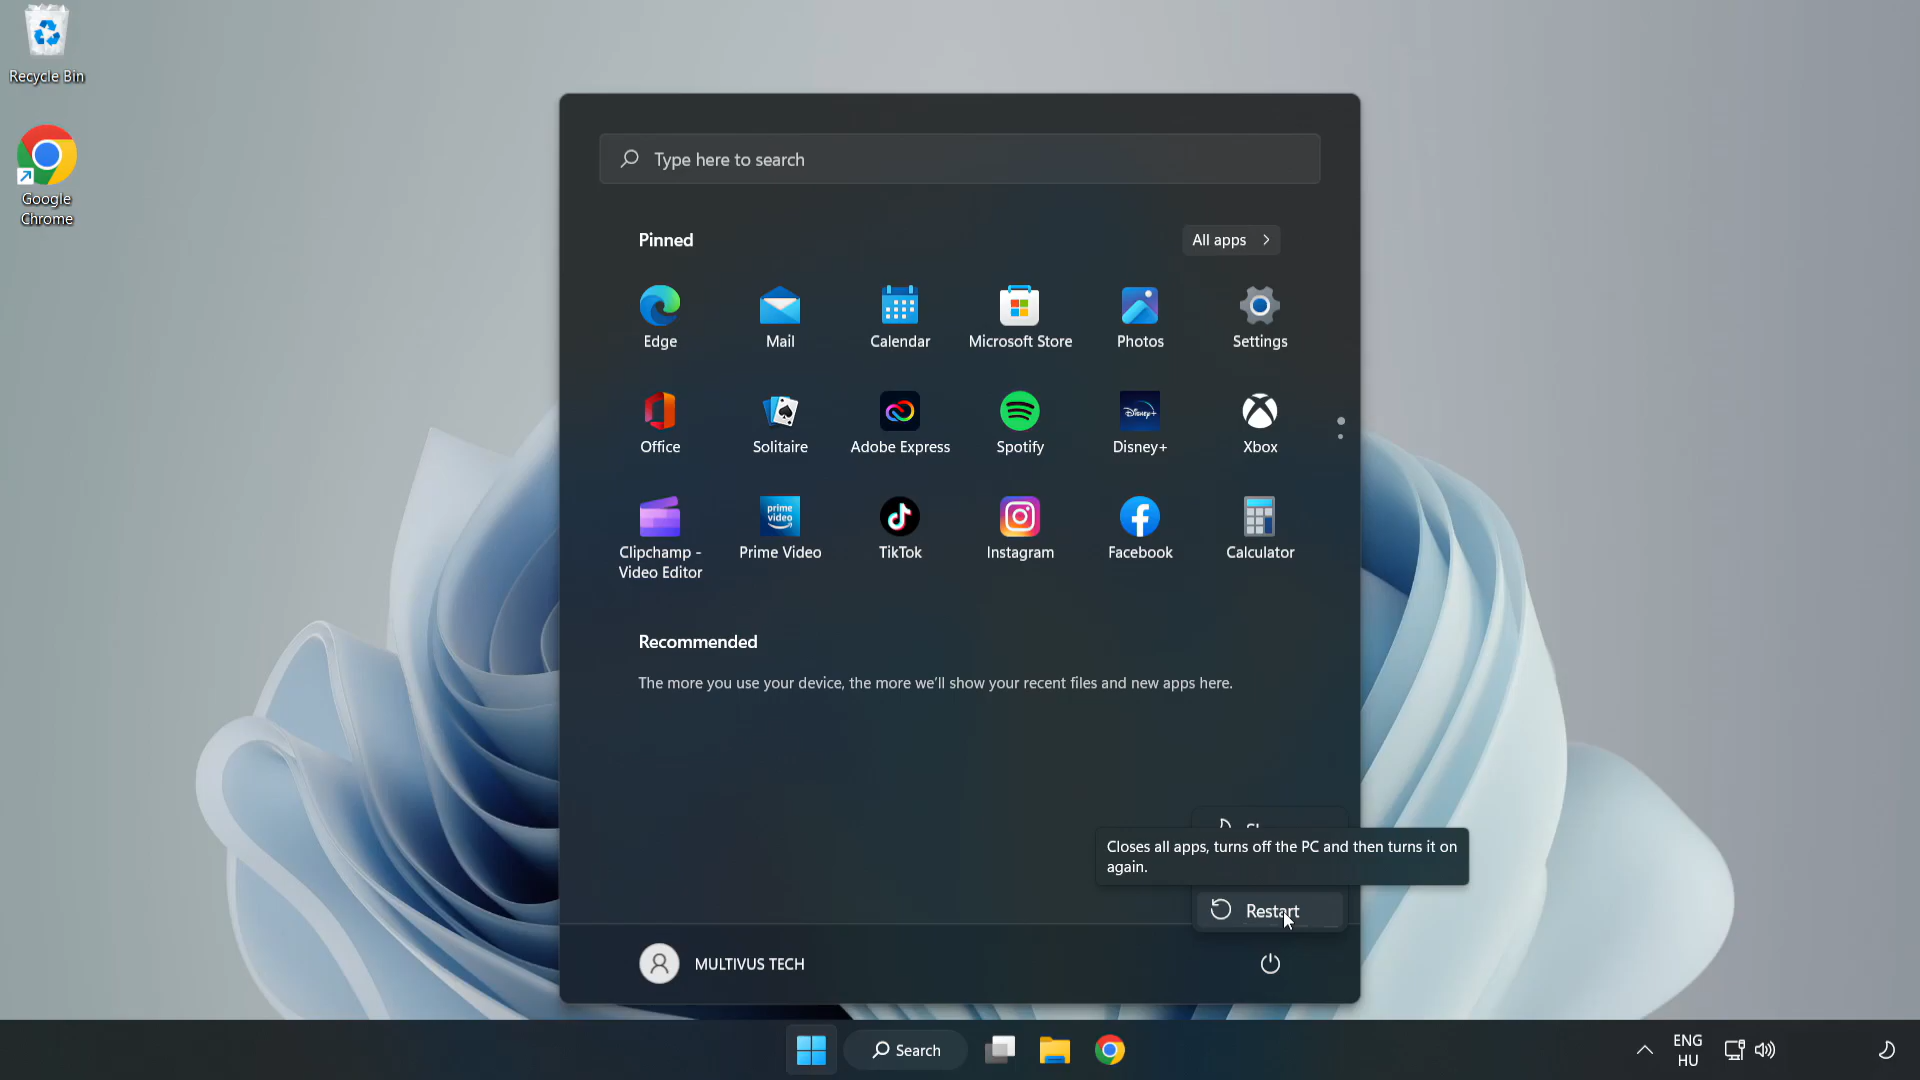 Recycle Bin
Google
Chrome
Type here to search
Pinned
All apps
Edge
Mail
Calendar
Microsoft Store
Photos
Settings
Office
Solitaire
Adobe Express
Spotify
Disney+
Disney+
Xbox
prime
video
Clipchamp -
Video Editor
Prime Video
TikTok
Instagram
Facebook
Calculator
Recommended
The more you use your device, the more we'll show your recent files and new apps here.
Closes all apps, turns off the PC and then turns it on
again.
Restart
MULTIVUS TECH
Search
ENG
HU